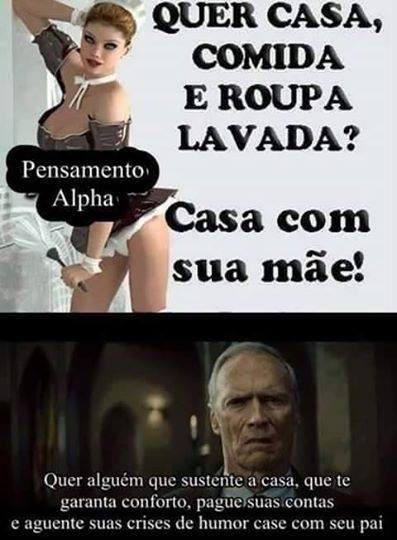 QUER CASA,
COMIDA
E ROUPA
LAVADA?
Pensamento
Alpha
Casa com
sua mãe!
Quer alguém que sustente a casa, que te
garanta conforto, pague suas contas
e aguente suas crises de humor case com seu pai